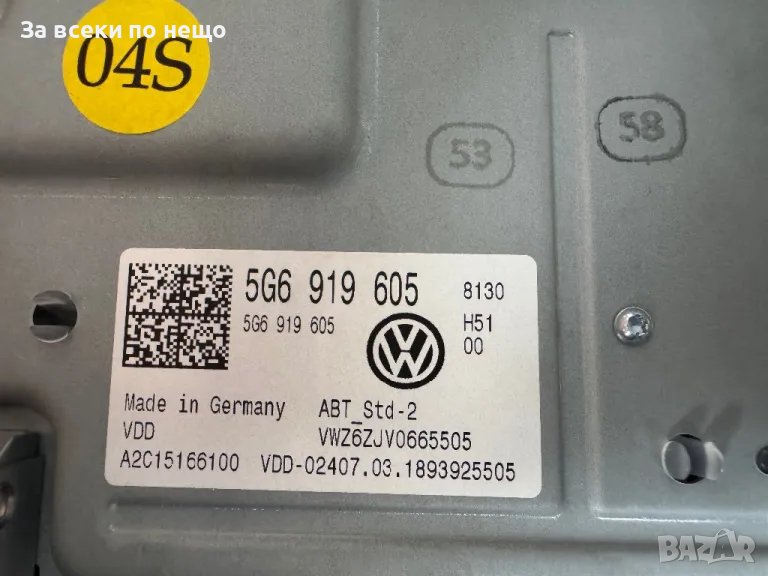 За всеки по нещо
04S
53
58
5G6 919 605 8130
5G6 919 605 H51
00
Made in Germany ABT_Std-2
VDD VWZ6ZJV0665505
A2C15166100 VDD-02407.03.1893925505
BAZAR